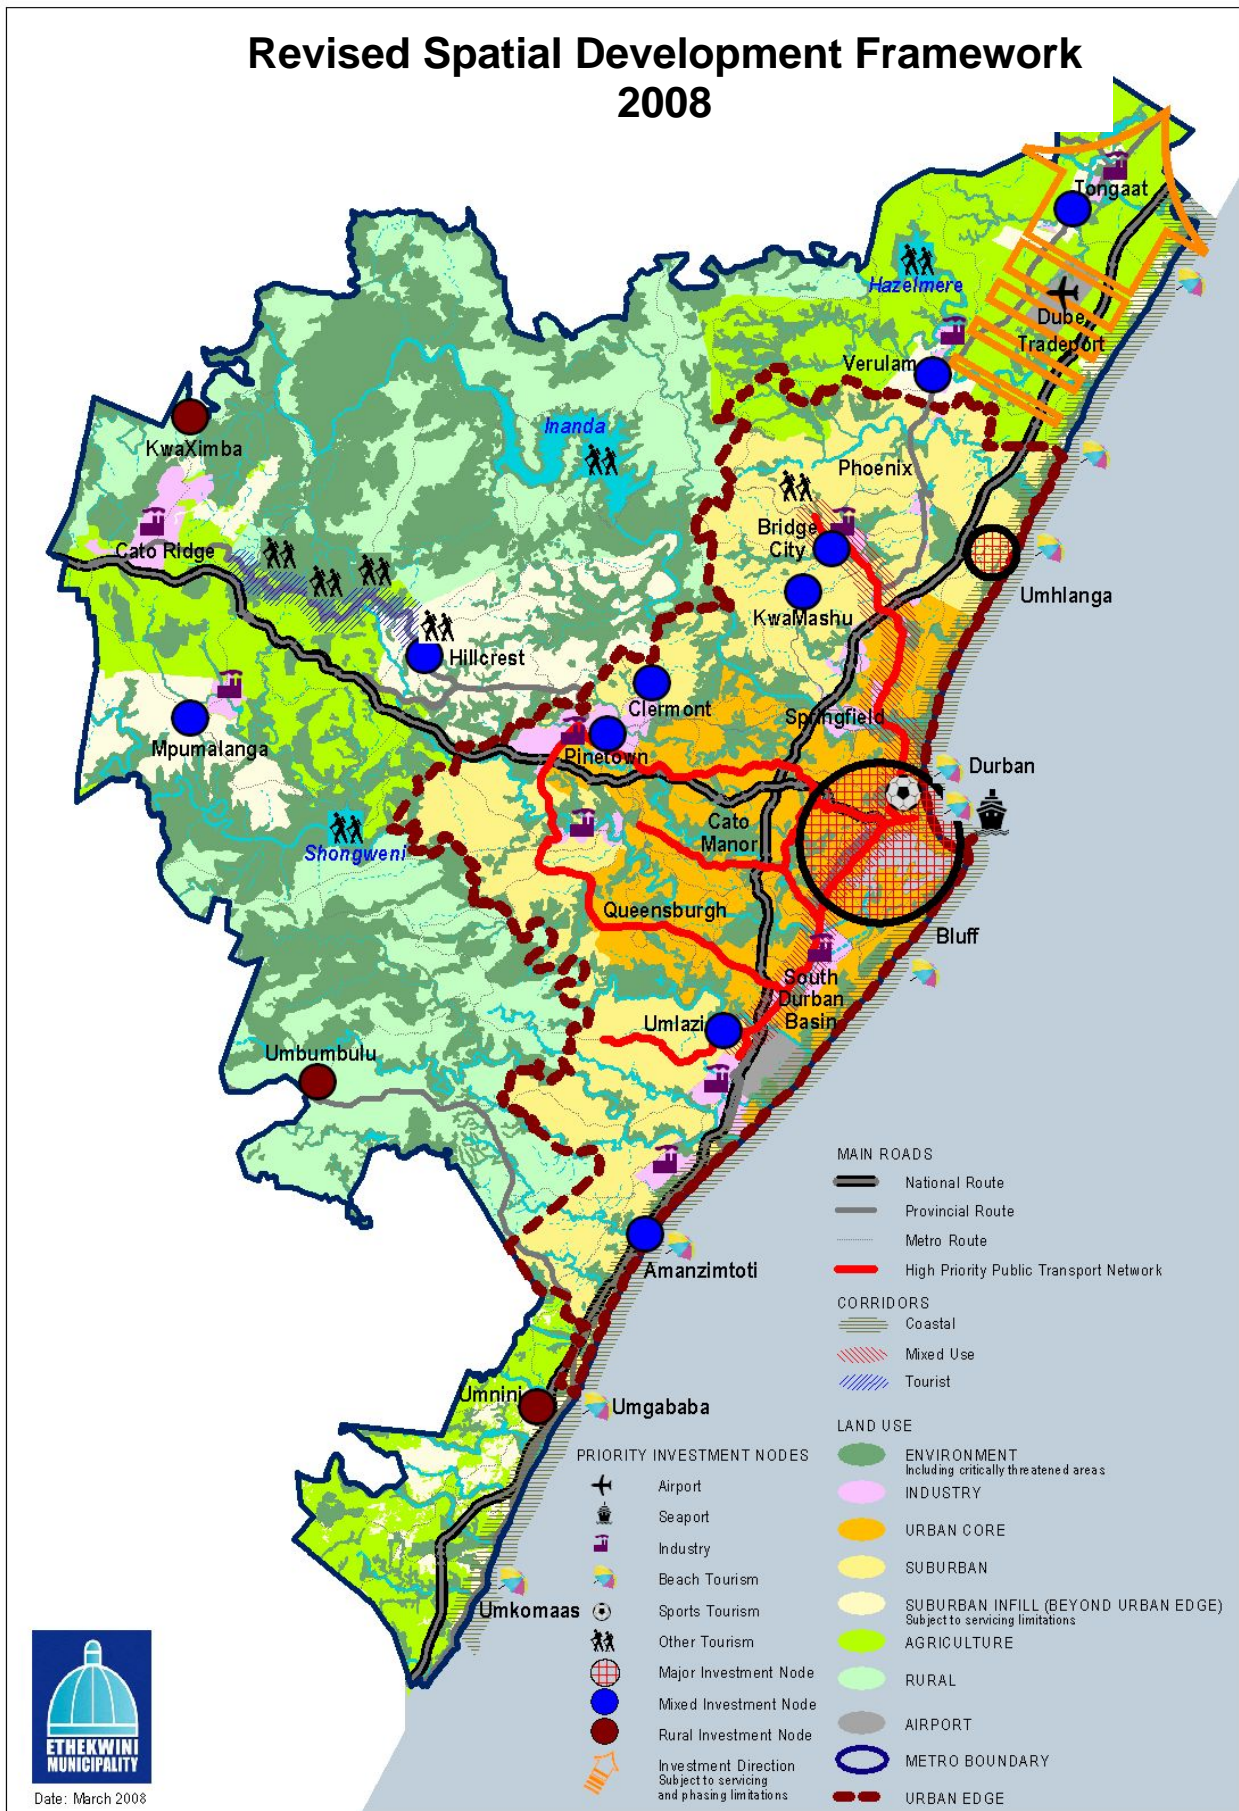 Revised Spatial Development Framework
2008
Tongaat
Hazelmere
Dube
Tradeport
Verulam
KwaXimba
Inanda
Phoenix
Bridge
City
Cato Ridge
KwaMashu
Umhlanga
Hillcrest
Clermont
Springfield
Mpumalanga
Pinetown
Durban
Cato
Manor
Shongweni
Queensburgh
Bluff
South
Durban
Basin
Umlazi
Umbumbulu
Amanzimtoti
Umnini
Umgababa
Umkomaas
MAIN ROADS
National Route
Provincial Route
Metro Route
High Priority Public Transport Network
CORRIDORS
Coastal
Mixed Use
Tourist
PRIORITY INVESTMENT NODES
Airport
Seaport
Industry
Beach Tourism
Sports Tourism
Other Tourism
Major Investment Node
Mixed Investment Node
Rural Investment Node
Investment Direction
Subject to servicing
and phasing limitations
LAND USE
ENVIRONMENT
Including critically threatened areas
INDUSTRY
URBAN CORE
SUBURBAN
SUBURBAN INFILL (BEYOND URBAN EDGE)
Subject to servicing limitations
AGRICULTURE
RURAL
AIRPORT
METRO BOUNDARY
URBAN EDGE
ETHEKWINI
MUNICIPALITY
Date: March 2008